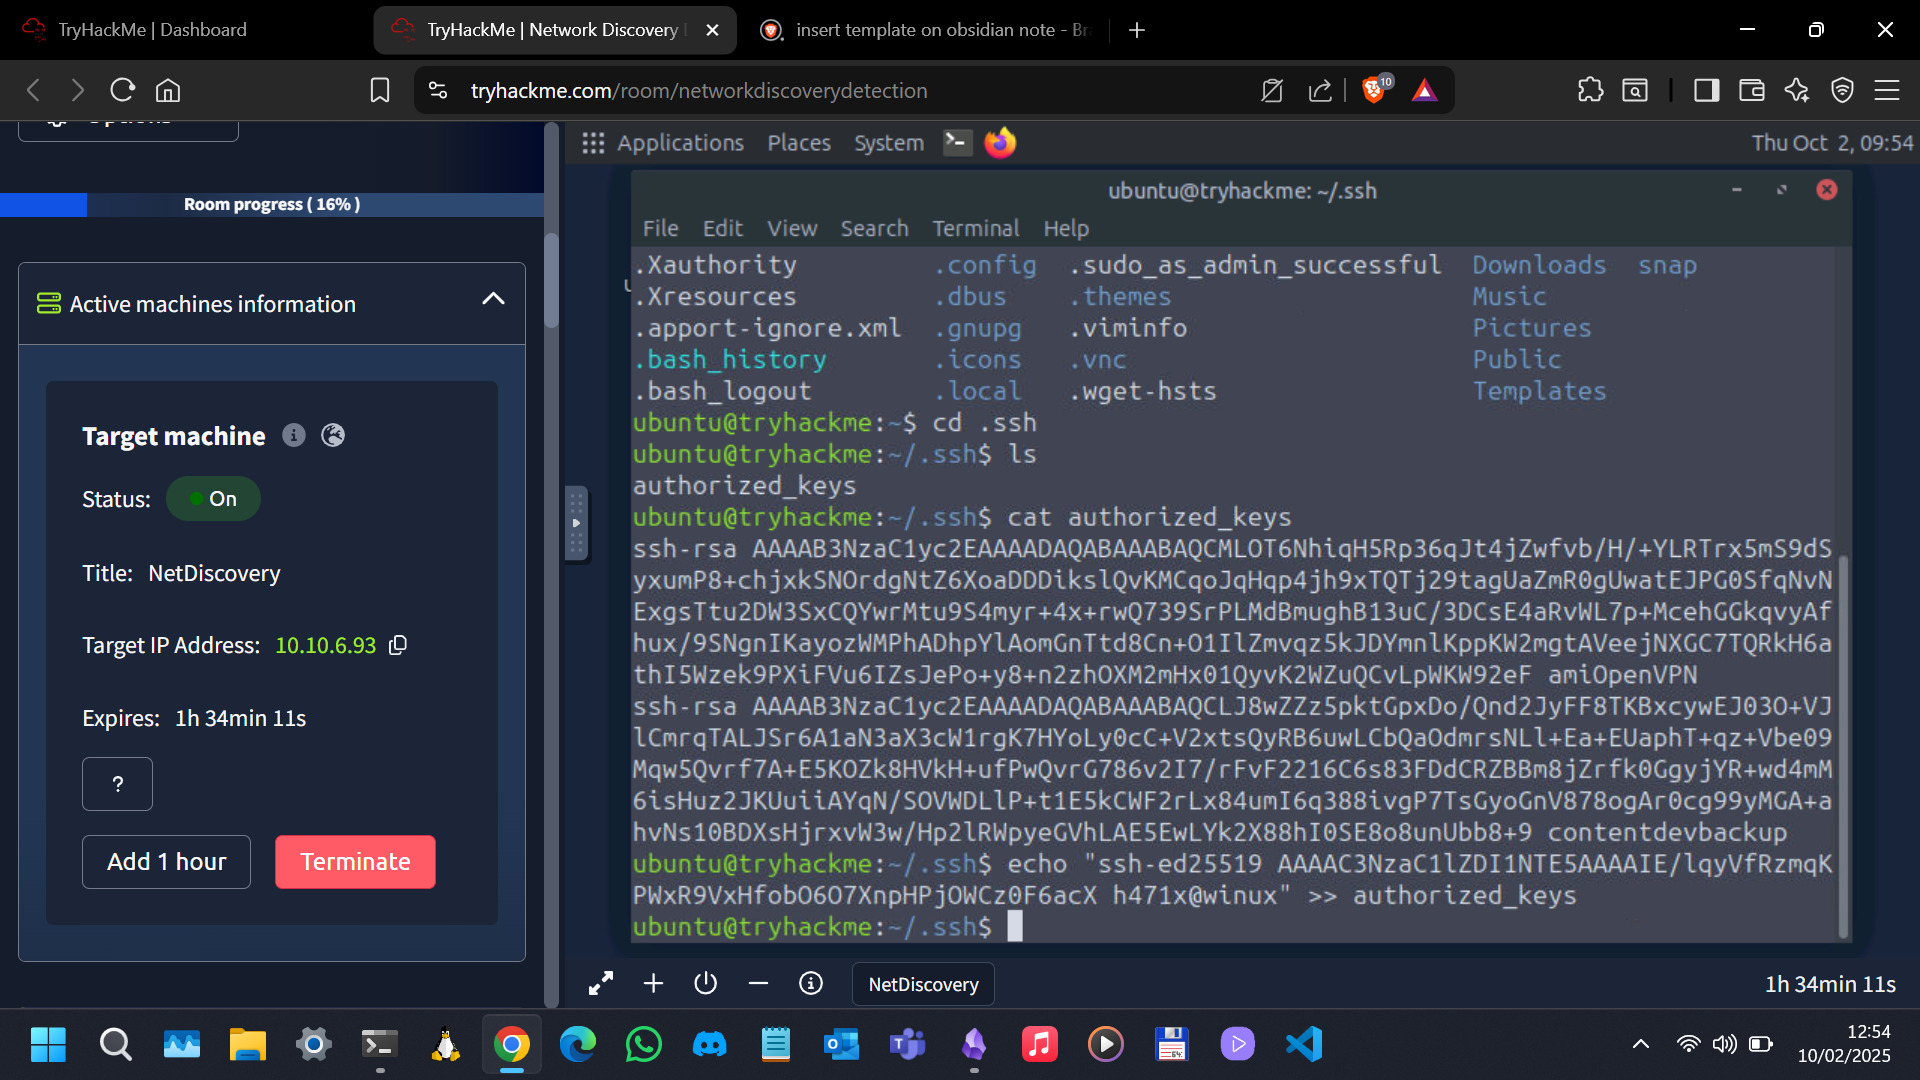 TryHackMe | Dashboard
TryHackMe | Network Discovery
insert template on obsidian note - Br
tryhackme.com/room/networkdiscoverydetection
10
Options
Room progress ( 16% )
Active machines information
Target machine
Status: On
Title: NetDiscovery
Target IP Address: 10.10.6.93
Expires: 1h 34min 11s
?
Add 1 hour
Terminate
Applications Places System
Thu Oct 2, 09:54
ubuntu@tryhackme: ~/.ssh
File Edit View Search Terminal Help
.Xauthority .config .sudo_as_admin_successful Downloads snap
.Xresources .dbus .themes Music
.apport-ignore.xml .gnupg .viminfo Pictures
.bash_history .icons .vnc Public
.bash_logout .local .wget-hsts Templates
ubuntu@tryhackme:~$ cd .ssh
ubuntu@tryhackme:~/.ssh$ ls
authorized_keys
ubuntu@tryhackme:~/.ssh$ cat authorized_keys
ssh-rsa AAAAB3NzaC1yc2EAAAADAQABAAABAQCMLOT6NhiqH5Rp36qJt4jZwfvb/H/+YLRTrx5mS9dS
yxumP8+chjxkSNOrdgNtZ6XoaDDDikslQvKMCqoJqHqp4jh9xTQTj29tagUaZmR0gUwatEJPG0SfqNvN
ExgsTtu2DW3SxCQYwrMtu9S4myr+4x+rwQ739SrPLMdBmughB13uC/3DCsE4aRvWL7p+McehGGkqvyAf
hux/9SNgnIKayozWMPhADhpYlAomGnTtd8Cn+O1IlZmvqz5kJDYmnlKppKW2mgtAVeejNXGC7TQRkH6a
thI5Wzek9PXiFVu6IZsJePo+y8+n2zhOXM2mHx01QyvK2WZuQCvLpWKW92eF amiOpenVPN
ssh-rsa AAAAB3NzaC1yc2EAAAADAQABAAABAQCLJ8wZZz5pktGpxDo/Qnd2JyFF8TKBxcywEJ03O+VJ
lCmrqTALJSr6A1aN3aX3cW1rgK7HYoLy0cC+V2xtsQyRB6uwLCbQaOdmrsNLl+Ea+EUaphT+qz+Vbe09
Mqw5Qvrf7A+E5KOZk8HVkH+ufPwQvrG786v2I7/rFvF2216C6s83FDdCRZBBm8jZrfk0GgyjYR+wd4mM
6isHuz2JKUuiiAYqN/SOVWDLlP+t1E5kCWF2rLx84umI6q388ivgP7TsGyoGnV878ogAr0cg99yMGA+a
hvNs10BDXsHjrxvW3w/Hp2lRWpyeGVhLAE5EwLYk2X88hI0SE8o8unUbb8+9 contentdevbackup
ubuntu@tryhackme:~/.ssh$ echo "ssh-ed25519 AAAAC3NzaC1lZDI1NTE5AAAAIE/lqyVfRzmqK
PWxR9VxHfobO6O7XnpHPjOWCz0F6acX h471x@winux" >> authorized_keys
ubuntu@tryhackme:~/.ssh$
NetDiscovery
1h 34min 11s
12:54
10/02/2025